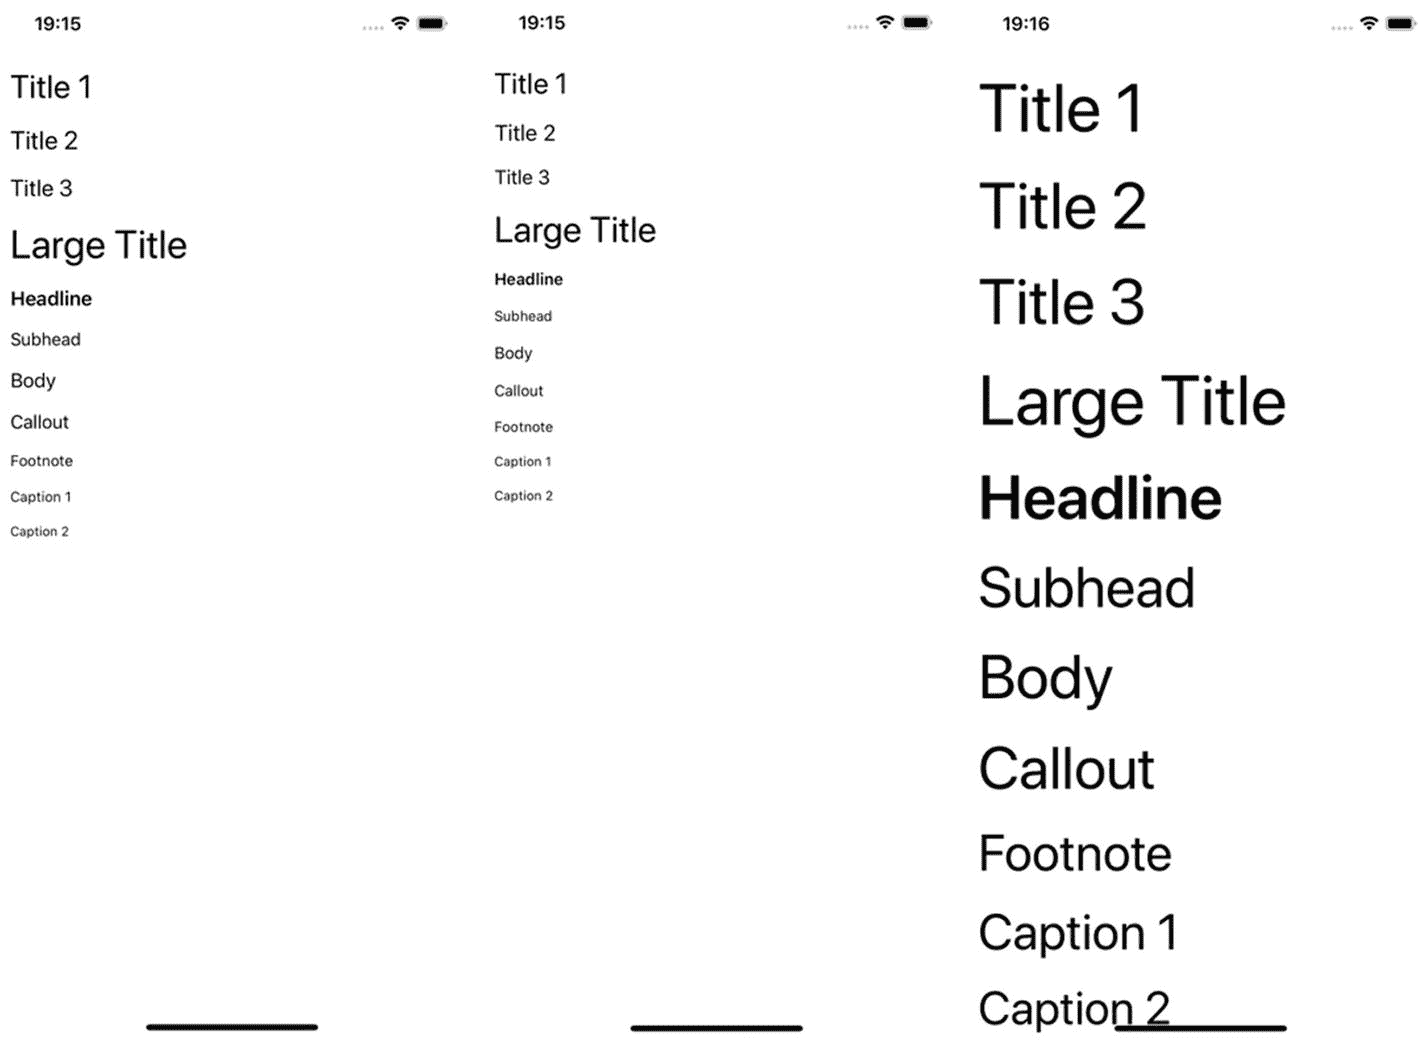 19:15
Title 1
Title 2
Title 3
Large Title
Headline
Subhead
Body
Callout
Footnote
Caption 1
Caption 2
19:15
Title 1
Title 2
Title 3
Large Title
Headline
Subhead
Body
Callout
Footnote
Caption 1
Caption 2
19:16
Title 1
Title 2
Title 3
Large Title
Headline
Subhead
Body
Callout
Footnote
Caption 1
Caption 2